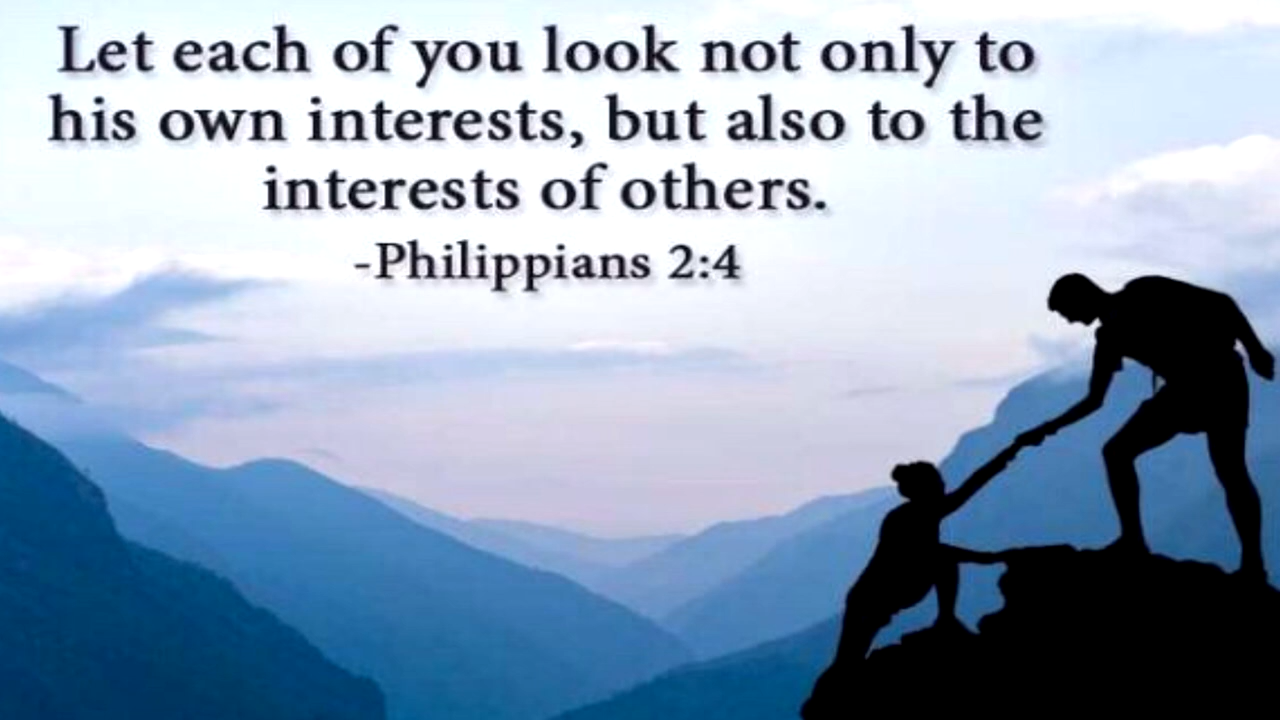 Let each of you look not only to
his own interests, but also to the
interests of others.
-Philippians 2:4